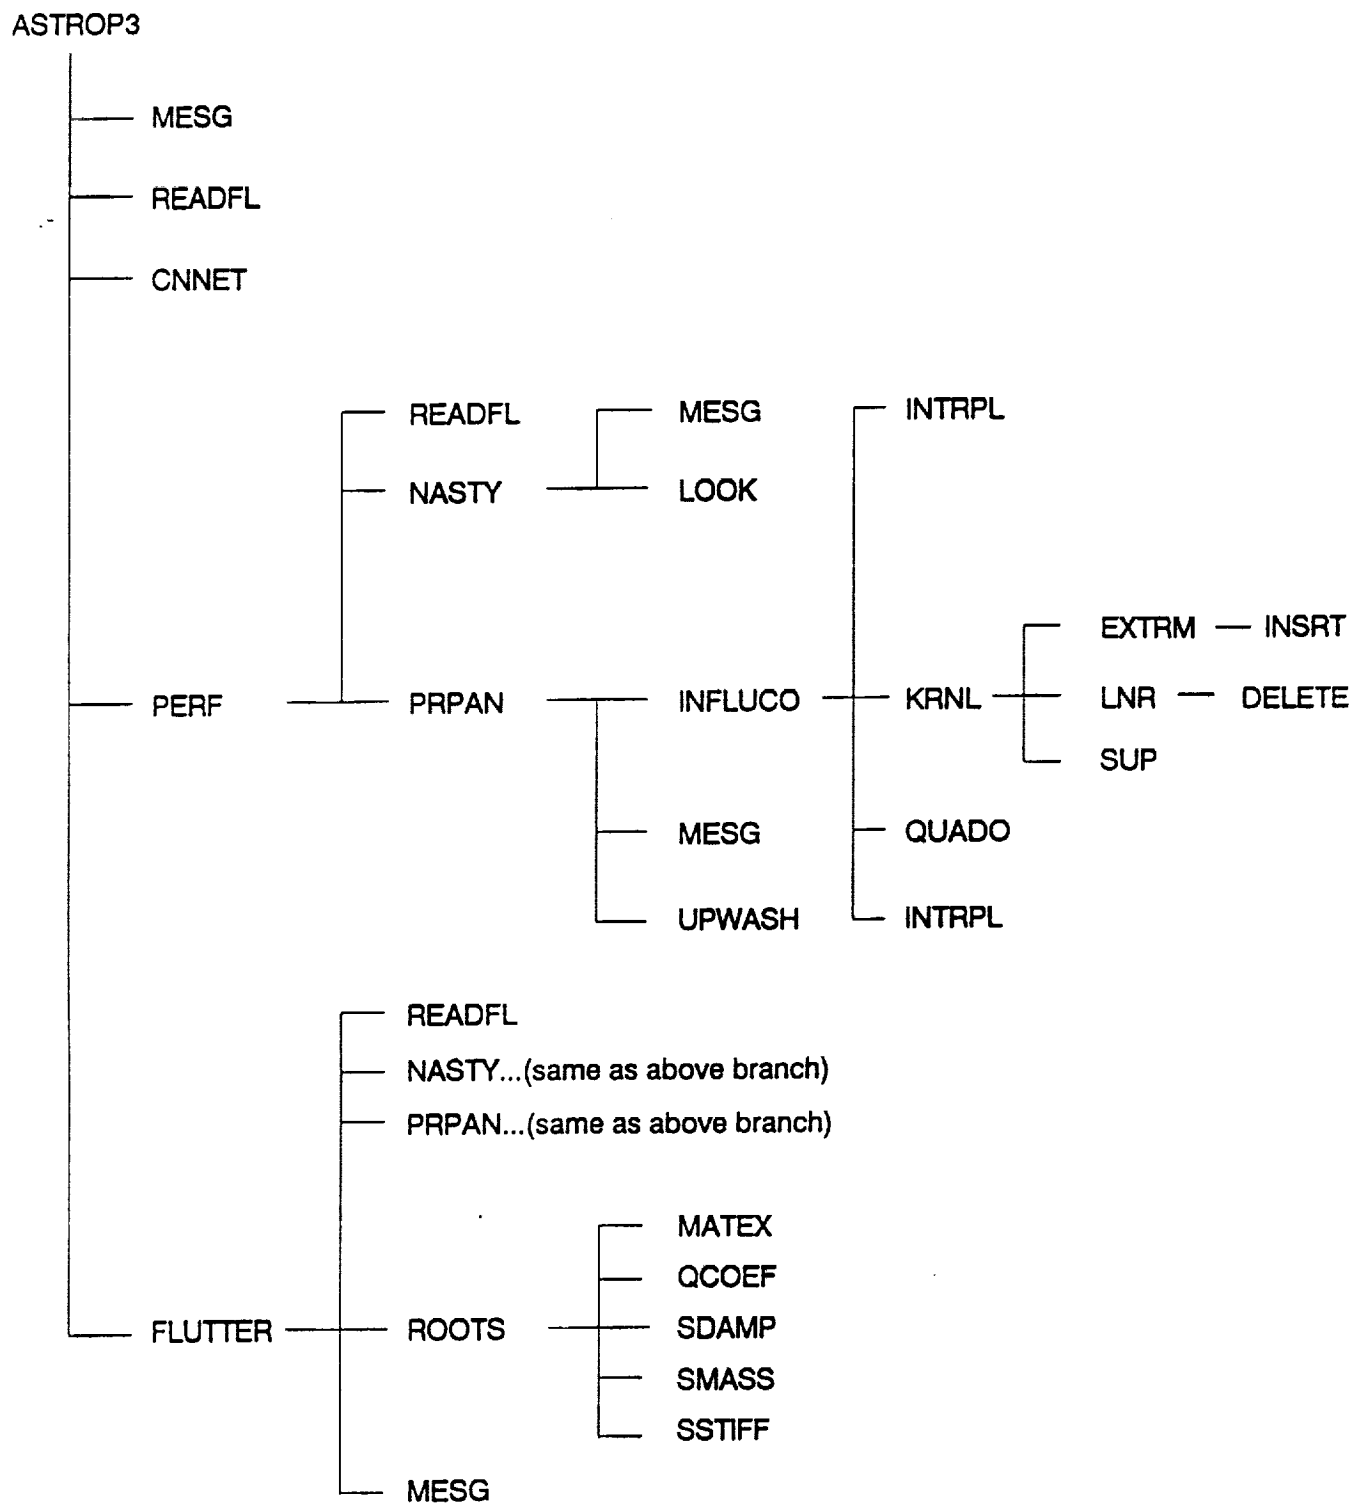 ASTROP3
MESG
READFL
CNNET
READFL MESG INTRPL
NASTY LOOK
EXTRM INSRT
PERF PRPAN INFLUCO KRNL LNR DELETE
SUP
MESG QUADO
UPWASH INTRPL
READFL
NASTY...(same as above branch)
PRPAN...(same as above branch)
MATEX
QCOEF
FLUTTER ROOTS SDAMP
SMASS
SSTIFF
MESG